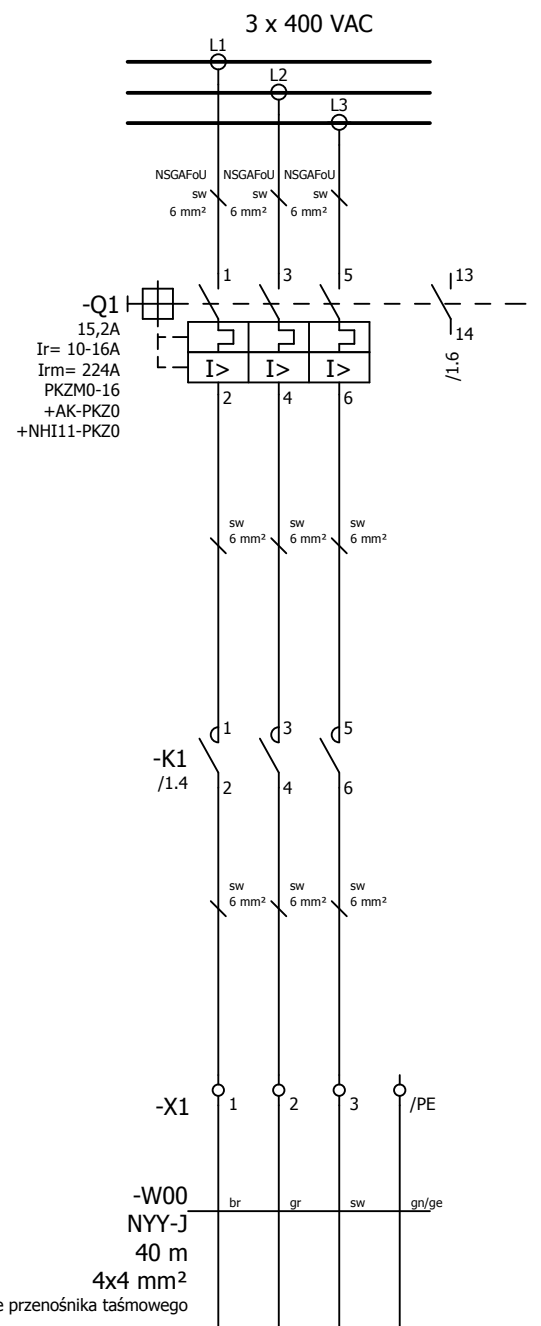 3 x 400 VAC
L1
L2
L3
NSGAFoU NSGAFoU NSGAFoU
sw sw sw
6 mm² 6 mm² 6 mm²
1 3 5 13
-Q1
14
15,2A
Ir= 10-16A
Irm= 224A
PKZM0-16
+AK-PKZ0
+NHI11-PKZ0
I> I> I>
/1.6
2 4 6
sw sw sw
6 mm² 6 mm² 6 mm²
1 3 5
-K1
/1.4
2 4 6
sw sw sw
6 mm² 6 mm² 6 mm²
-X1 1 2 3 /PE
-W00 br gr sw gn/ge
NYY-J
40 m
4x4 mm²
przenośnika taśmowego